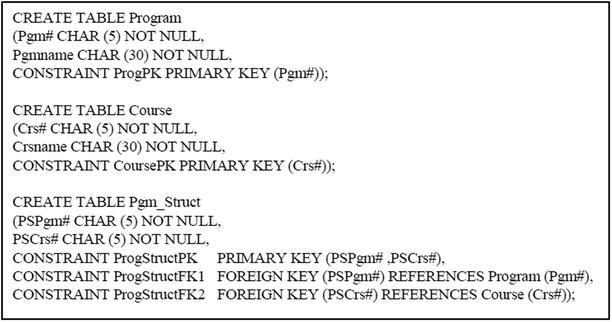 CREATE TABLE Program
(Pgm# CHAR (5) NOT NULL,
Pgmname CHAR (30) NOT NULL,
CONSTRAINT ProgPK PRIMARY KEY (Pgm#));
CREATE TABLE Course
(Crs# CHAR (5) NOT NULL,
Crsname CHAR (30) NOT NULL,
CONSTRAINT CoursePK PRIMARY KEY (Crs#));
CREATE TABLE Pgm_Struct
(PSPgm# CHAR (5) NOT NULL,
PSCrs# CHAR (5) NOT NULL,
CONSTRAINT ProgStructPK PRIMARY KEY (PSPgm# ,PSCrs#),
CONSTRAINT ProgStructFK1 FOREIGN KEY (PSPgm#) REFERENCES Program (Pgm#),
CONSTRAINT ProgStructFK2 FOREIGN KEY (PSCrs#) REFERENCES Course (Crs#));